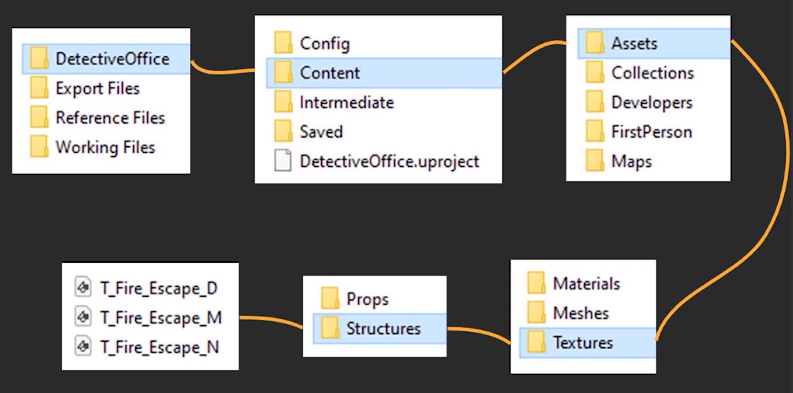 DetectiveOffice
Export Files
Reference Files
Working Files
Config
Content
Intermediate
Saved
DetectiveOffice.uproject
Assets
Collections
Developers
FirstPerson
Maps
Materials
Meshes
Textures
Props
Structures
T_Fire_Escape_D
T_Fire_Escape_M
T_Fire_Escape_N